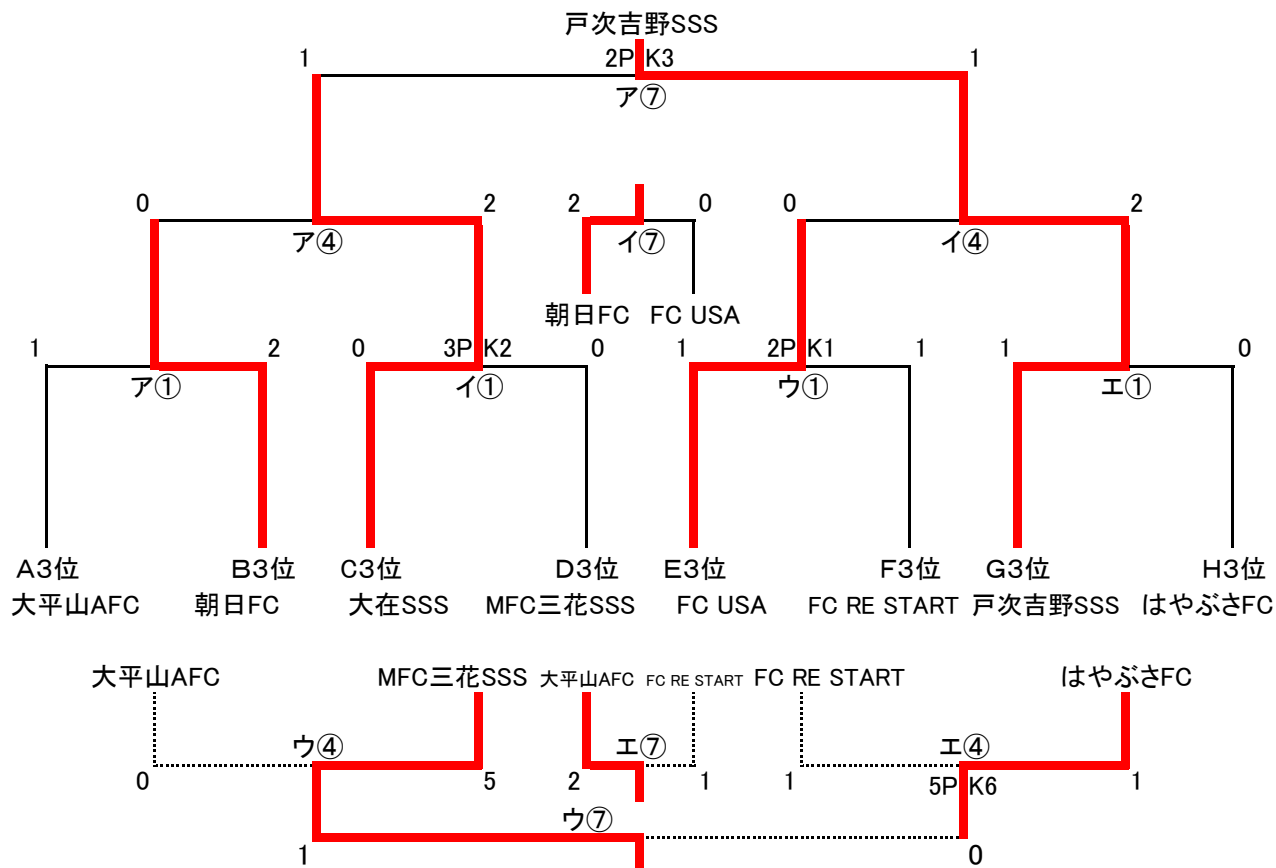 戸次吉野SSS
1 2P K3 1
ア⑦
0 2 2 0 0 2
ア④ イ⑦ イ④
朝日FC FC USA
1 2 0 3P K2 0 1 2P K1 1 1 0
ア① イ① ウ① エ①
A3位 B3位 C3位 D3位 E3位 F3位 G3位 H3位
大平山AFC 朝日FC 大在SSS MFC三花SSS FC USA FC RE START 戸次吉野SSS はやぶさFC
大平山AFC MFC三花SSS 大平山AFC FC RE START FC RE START はやぶさFC
ウ④ エ⑦ エ④
0 5 2 1 1 5P K6 1
ウ⑦
1 0